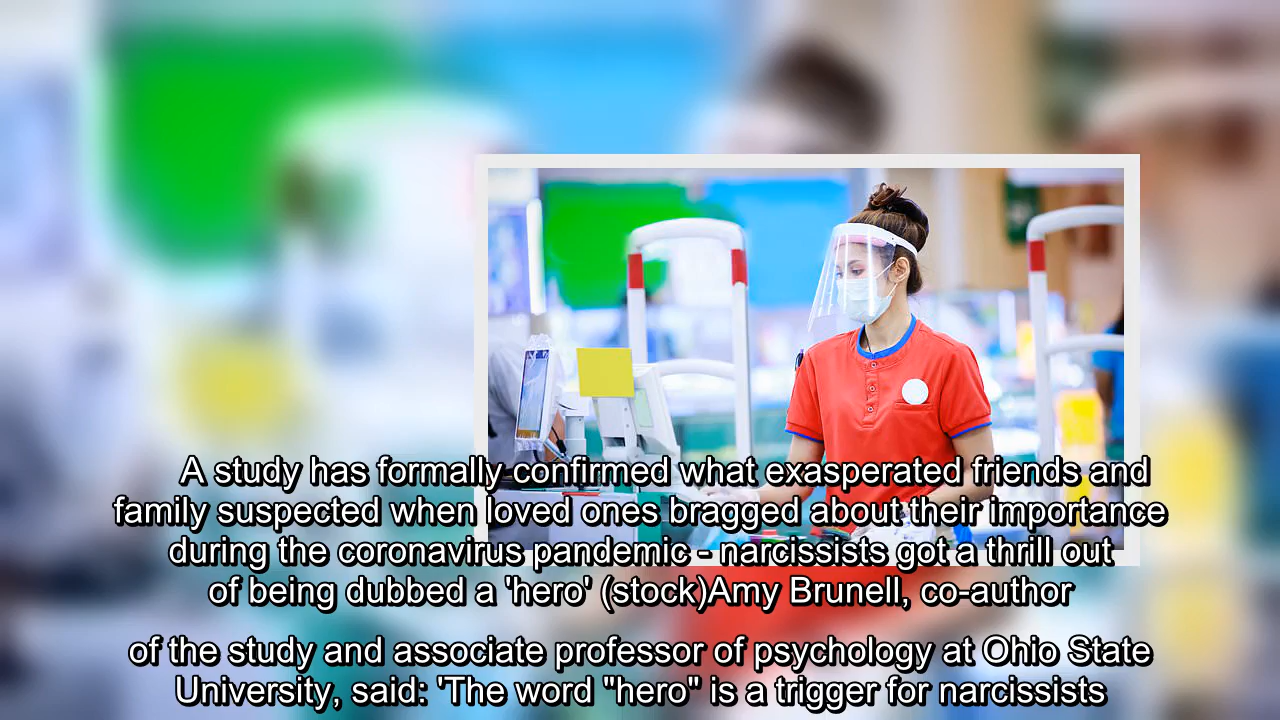 A study has formally confirmed what exasperated friends and
family suspected when loved ones bragged about their importance
during the coronavirus pandemic - narcissists got a thrill out
of being dubbed a 'hero' (stock)Amy Brunell, co-author
of the study and associate professor of psychology at Ohio State
University, said: 'The word "hero" is a trigger for narcissists